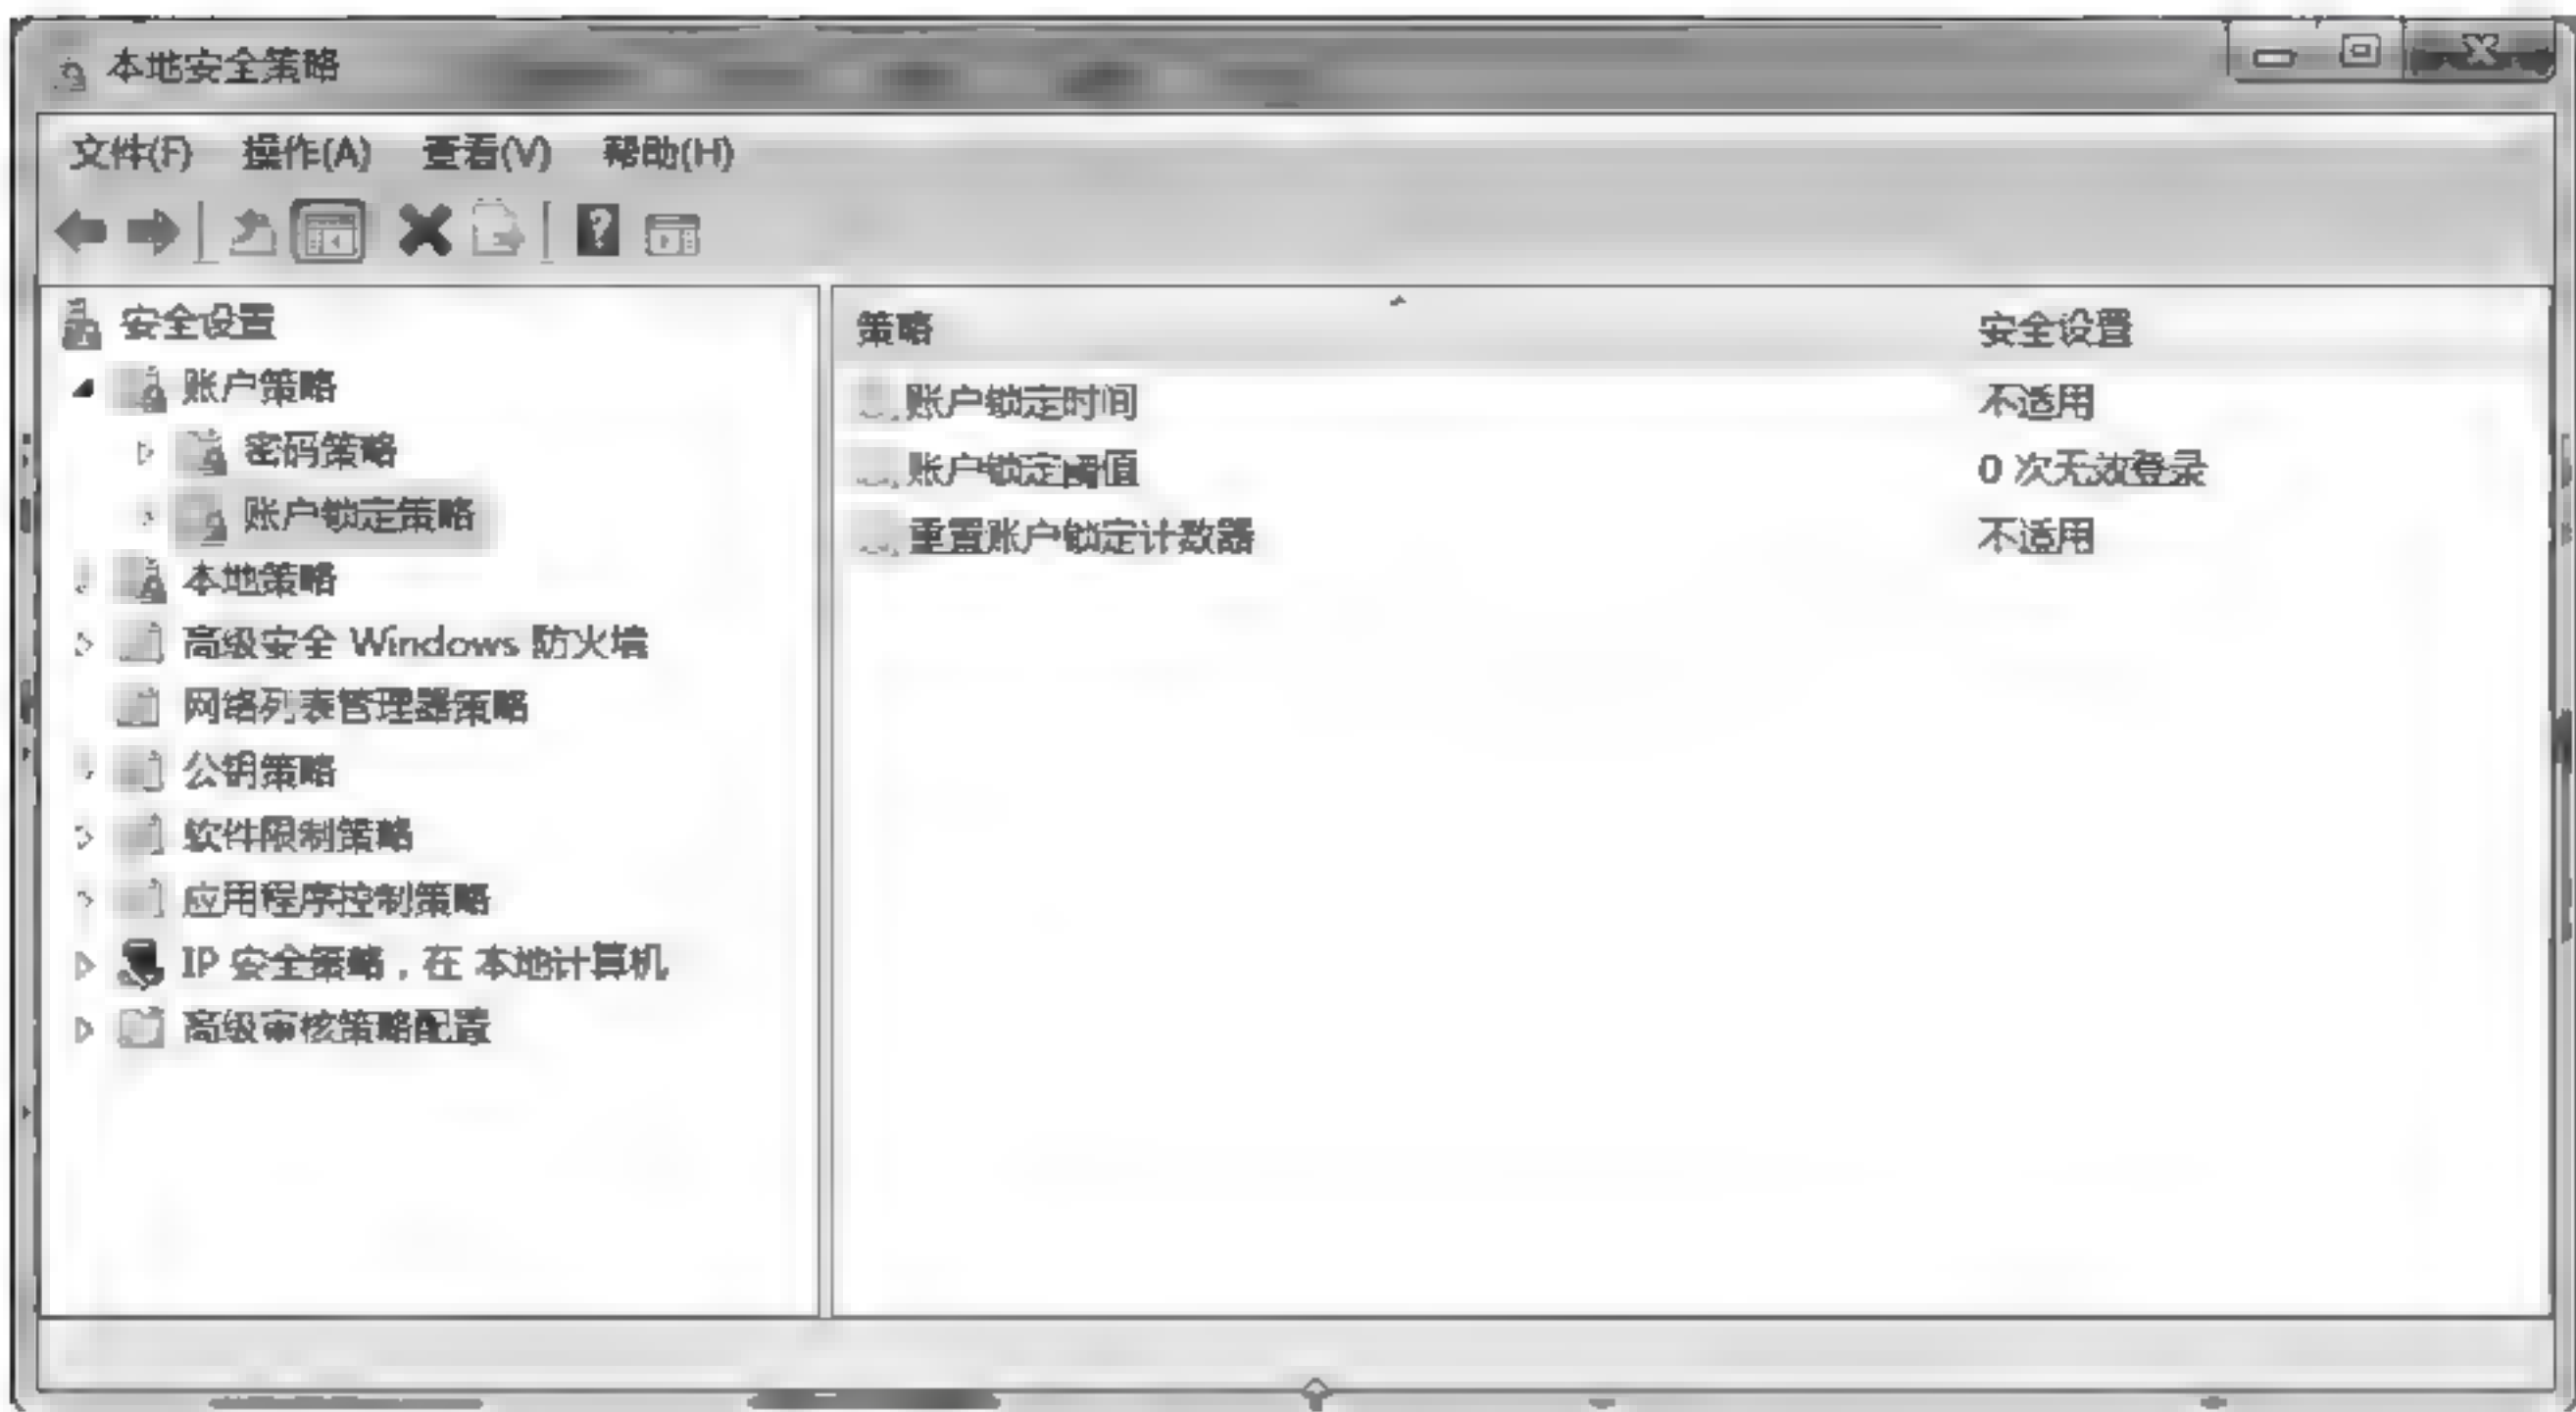 本地安全策略
文件(F) 操作(A) 查看(V) 帮助(H)
安全设置
账户策略
密码策略
账户锁定策略
本地策略
高级安全 Windows 防火墙
网络列表管理器策略
公钥策略
软件限制策略
应用程序控制策略
IP 安全策略，在 本地计算机
高级审核策略配置
策略 安全设置
账户锁定时间 不适用
账户锁定阈值 0 次无效登录
重置账户锁定计数器 不适用